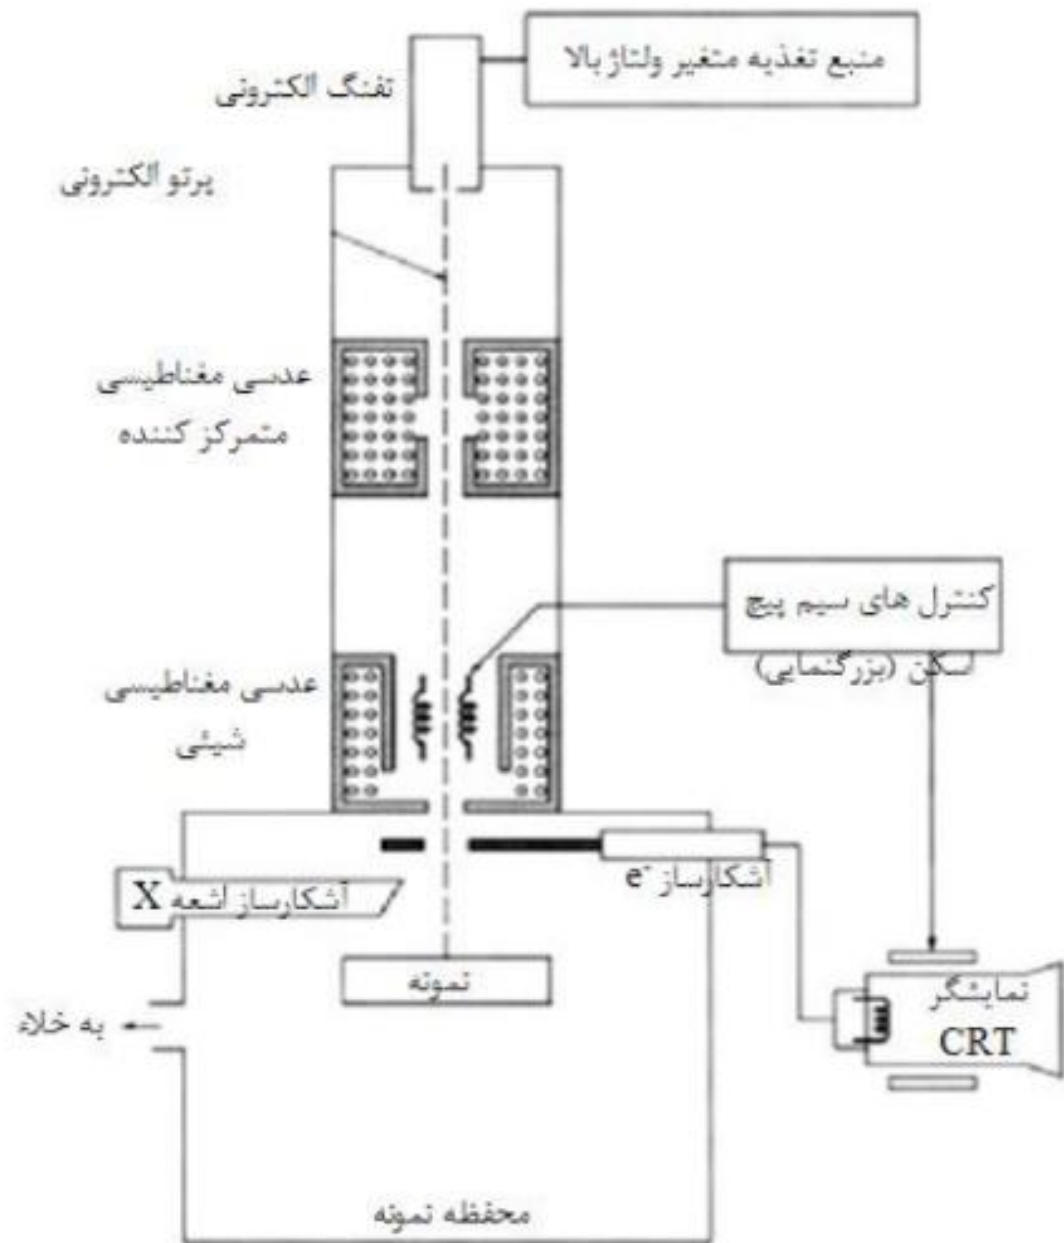 منبع تغذیه متغیر ولتاژ بالا
تفنگ الکترونی
پرتو الکترونی
عدسی مغناطیسی
متمرکز کننده
کنترل های سیم پیچ
اسکن (بزرگنمایی)
عدسی مغناطیسی
شیئی
آشکارساز e-
آشکارساز اشعه X
نمونه
نمایشگر
CRT
به خلاء
محفظه نمونه